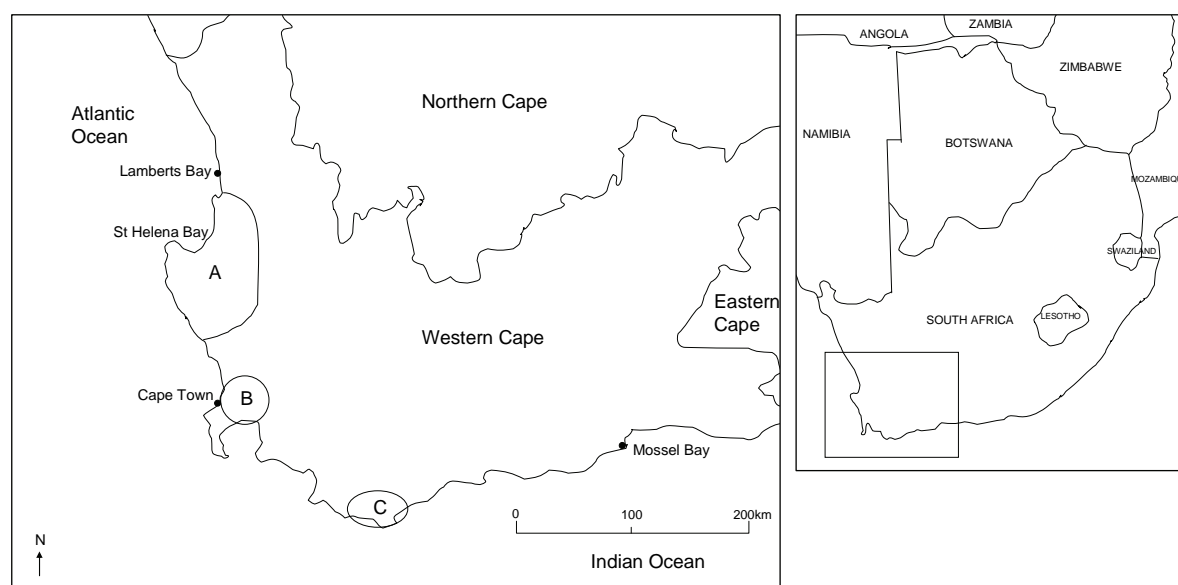 Northern Cape
Atlantic
Ocean
Lamberts Bay
St Helena Bay
A
Eastern
Cape
Western Cape
Cape Town
B
Mossel Bay
C
0
100
200km
N
Indian Ocean
ZAMBIA
ANGOLA
ZIMBABWE
NAMIBIA
BOTSWANA
MOZAMBIQU
SWAZILAND
SOUTH AFRICA
LESOTHO